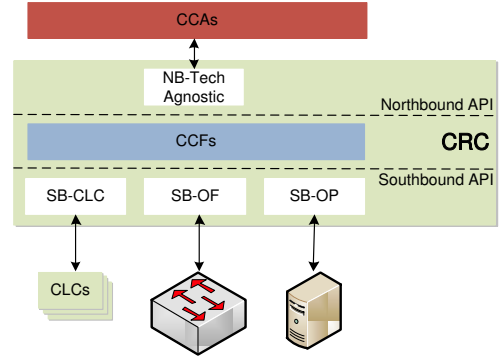 CCAs
NB-Tech
Agnostic
Northbound API
CCFs
CRC
Southbound API
SB-CLC
SB-OF
SB-OP
CLCs